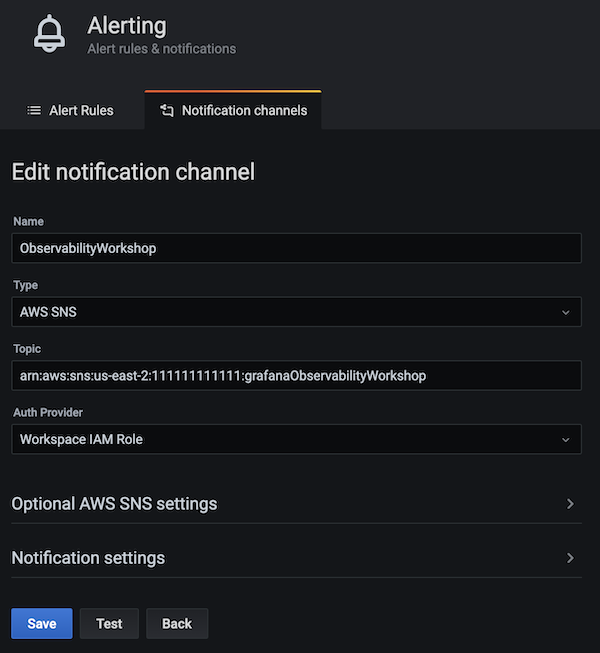 Alerting
Alert rules & notifications
Alert Rules
Notification channels
Edit notification channel
Name
ObservabilityWorkshop
Type
AWS SNS
Topic
arn:aws:sns:us-east-2:111111111111:grafanaObservabilityWorkshop
Auth Provider
Workspace IAM Role
Optional AWS SNS settings
Notification settings
Save
Test
Back